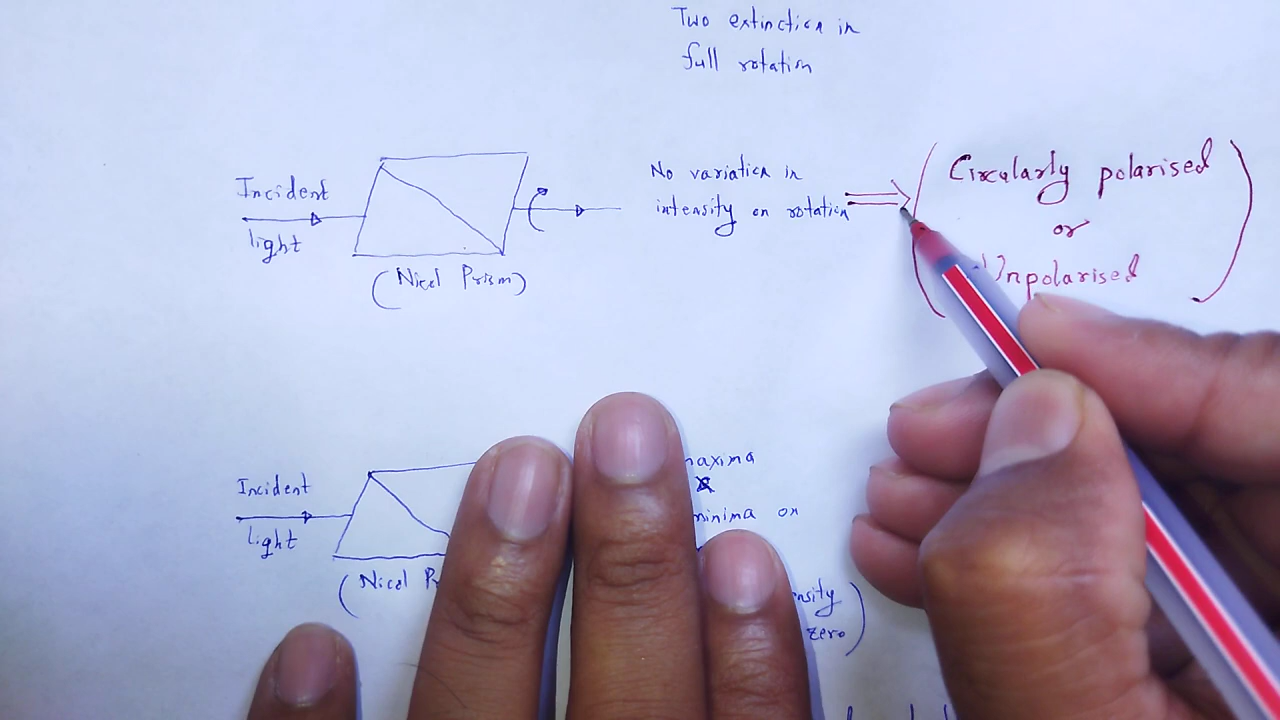 Two extinction in
full rotation
Incident
light
(Nicol Prism)
No variation in
intensity on rotation
Circularly polarised
or
Unpolarised
Incident
light
(Nicol
maxima
&
minima on
zero)